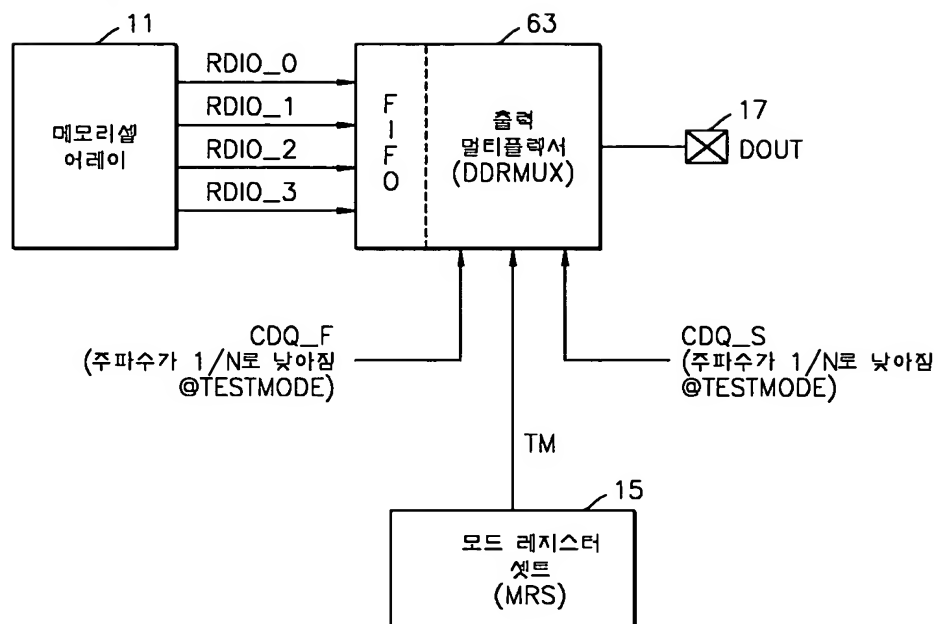 11
63
메모리셀
어레이
RDIO_0
RDIO_1
RDIO_2
RDIO_3
FIFO
출력
멀티플렉서
(DDRMUX)
17
DOUT
CDQ_F
(주파수가 1/N로 낮아짐
@TESTMODE)
CDQ_S
(주파수가 1/N로 낮아짐
@TESTMODE)
TM
15
모드 레지스터
셋트
(MRS)